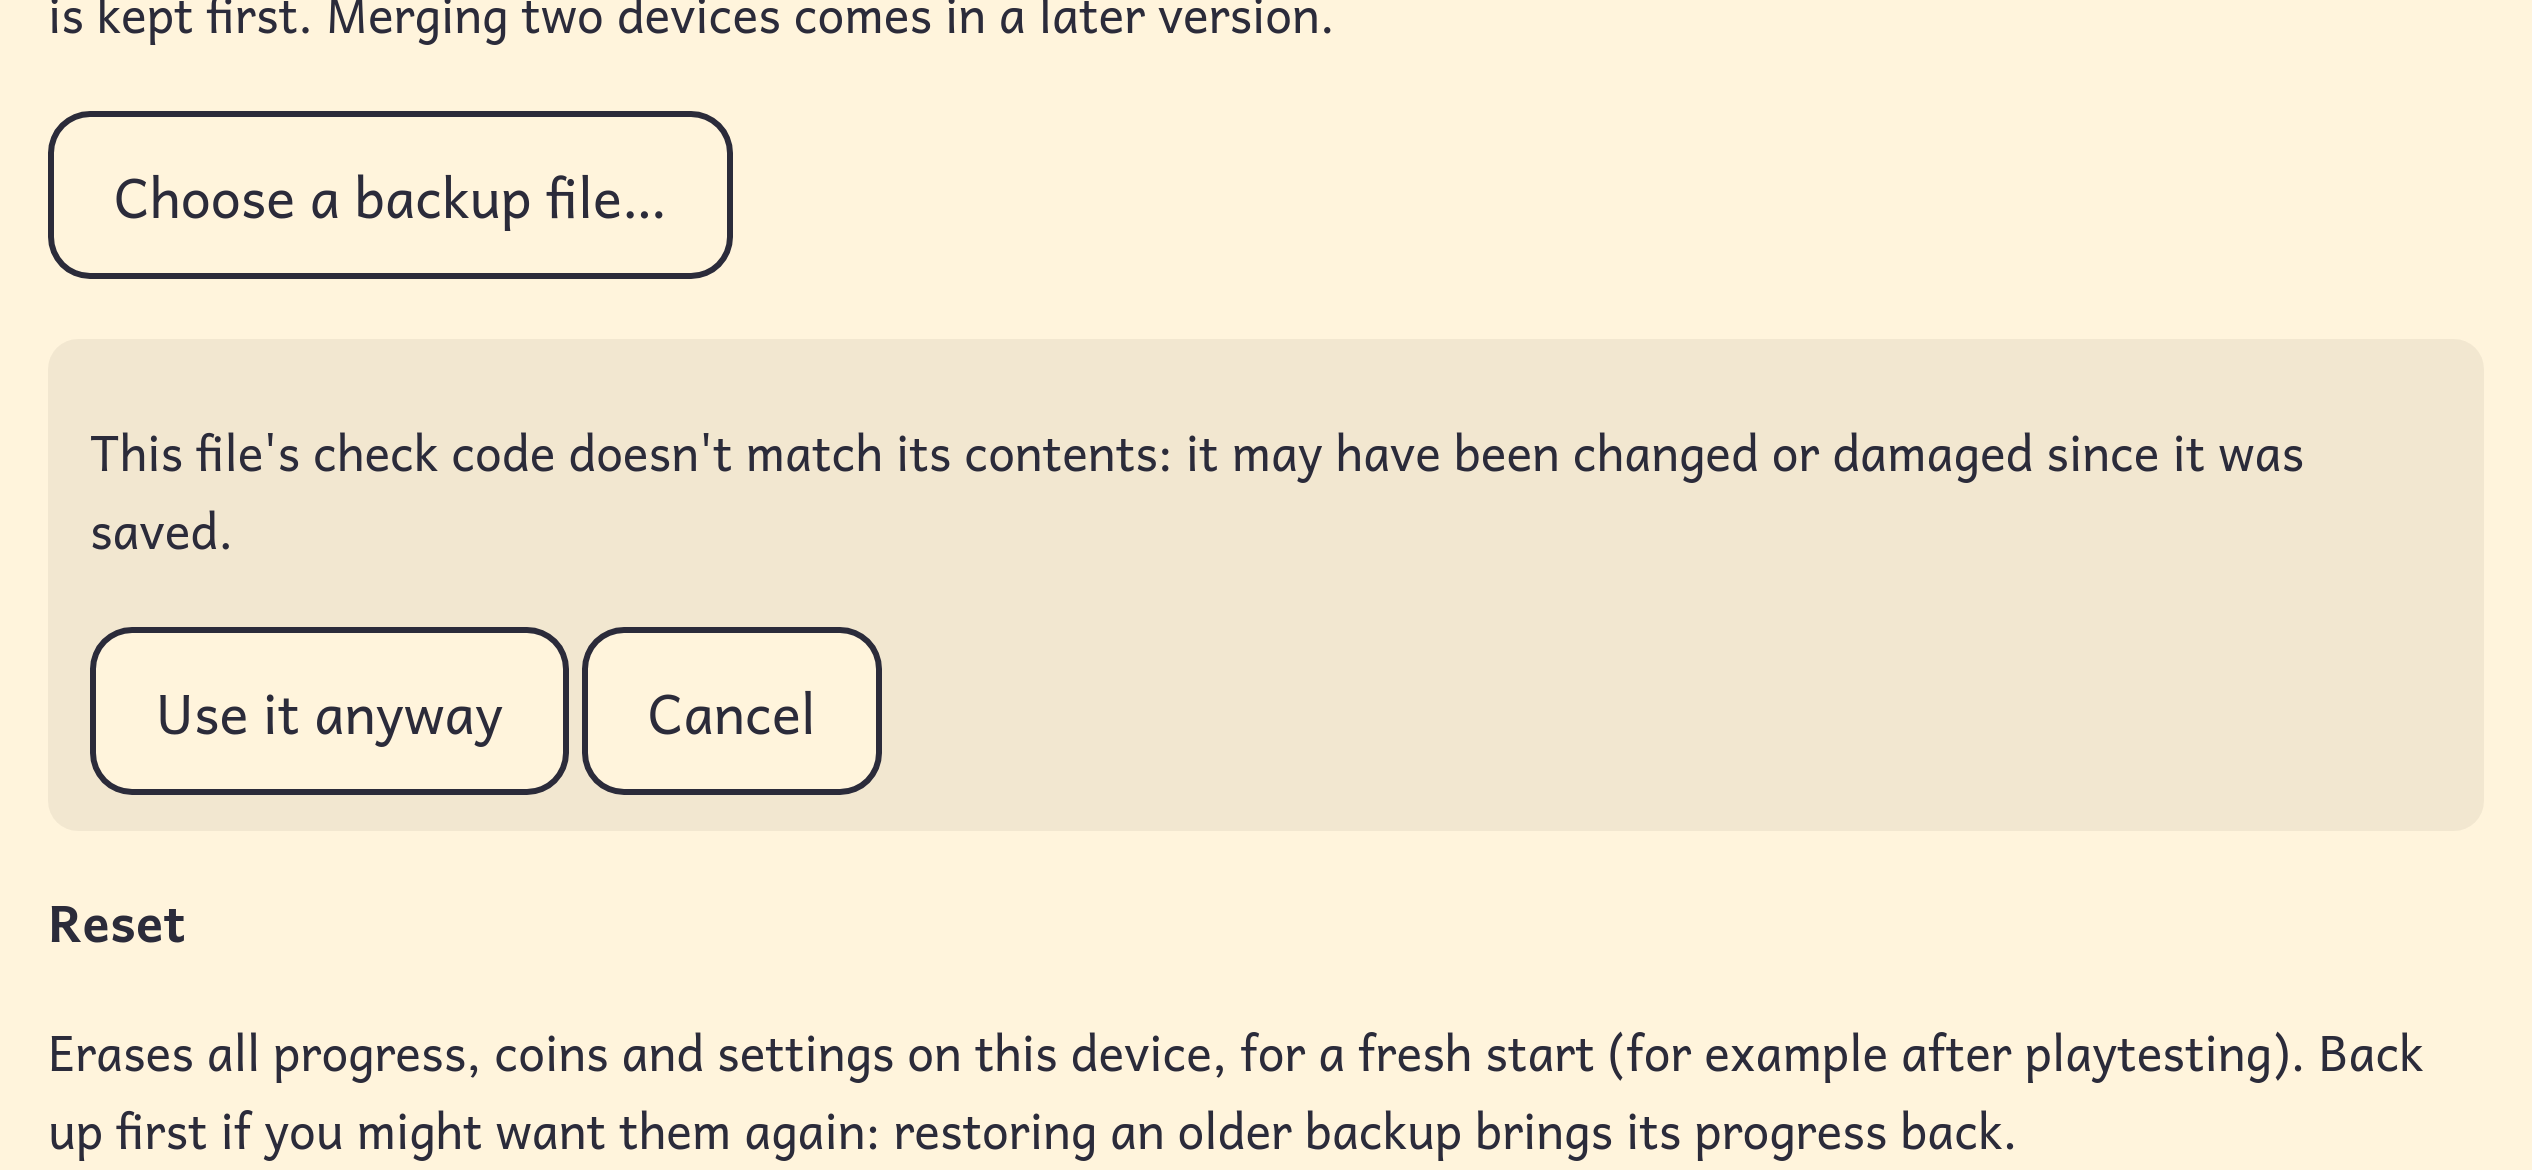 is kept first. Merging two devices comes in a later version.
Choose a backup file...
This file's check code doesn't match its contents: it may have been changed or damaged since it was
saved.
Use it anyway
Cancel
Reset
Erases all progress, coins and settings on this device, for a fresh start (for example after playtesting). Back
up first if you might want them again: restoring an older backup brings its progress back.